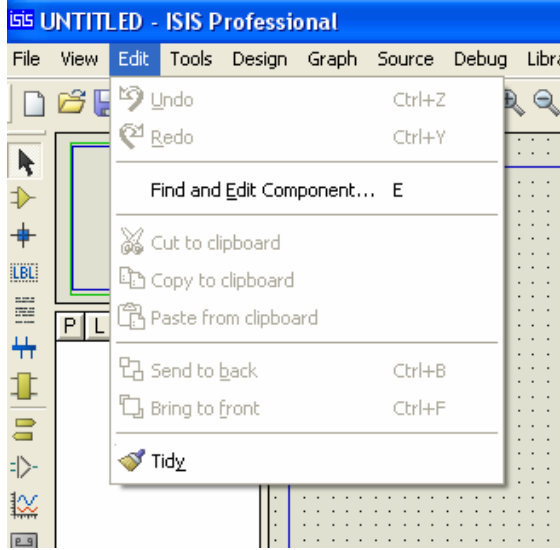 isis UNTITLED - ISIS Professional
File View Edit Tools Design Graph Source Debug Libra
Undo Ctrl+Z
Redo Ctrl+Y
Find and Edit Component... E
Cut to clipboard
LBL
Copy to clipboard
Paste from clipboard
P L
Send to back Ctrl+B
Bring to front Ctrl+F
Tidy